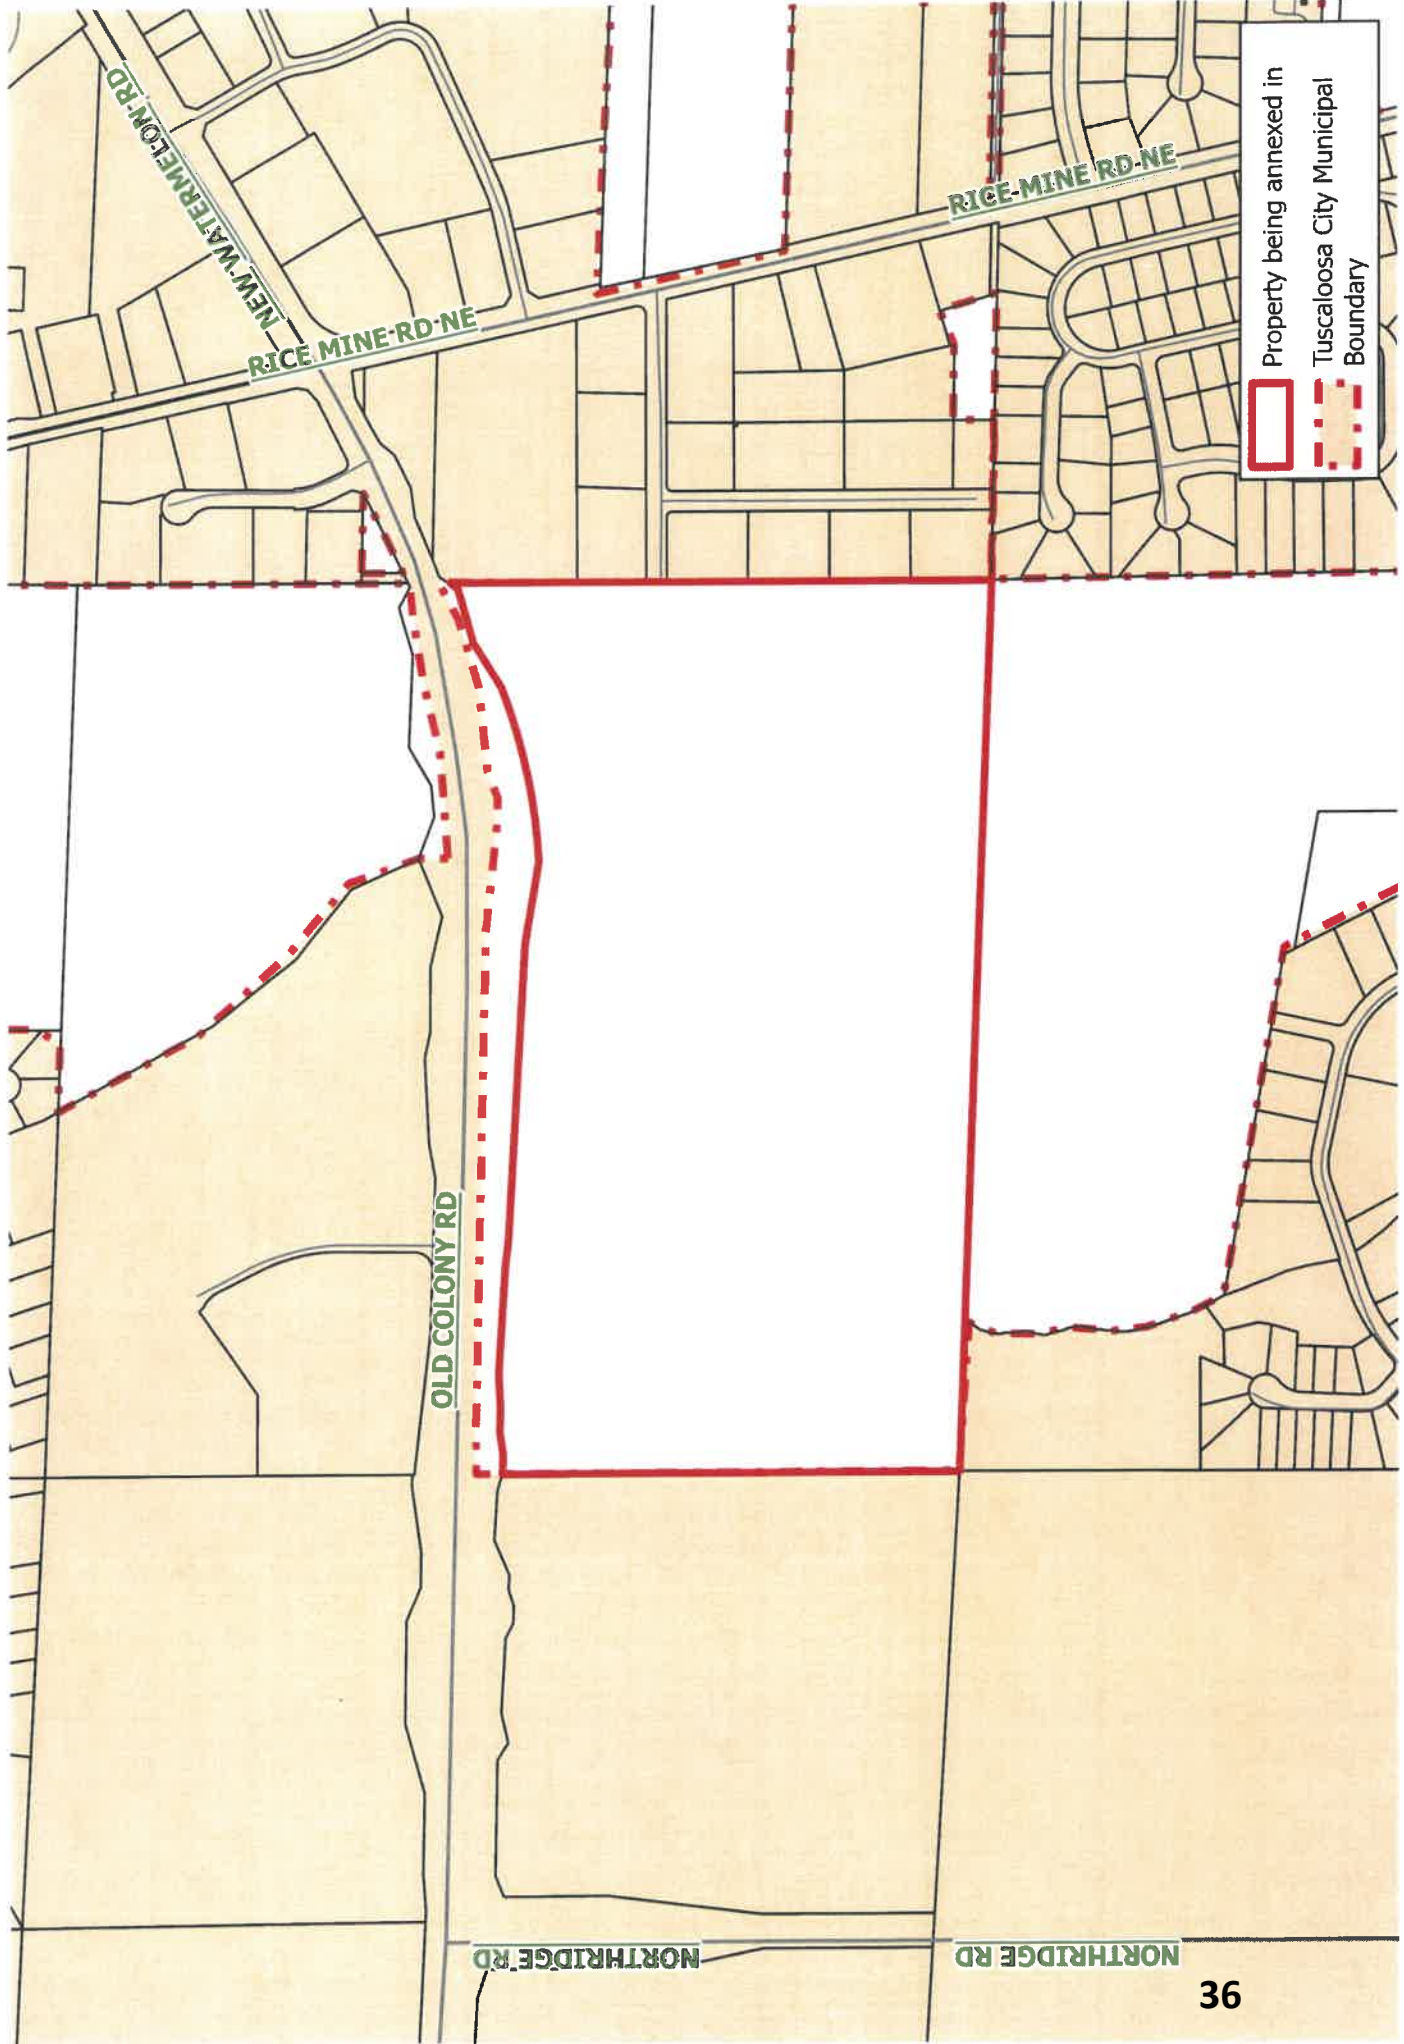 NEW WATERMELON RD
RICE MINE RD NE
RICE MINE RD NE
OLD COLONY RD
NORTHRIDGE RD
NORTHRIDGE RD
Property being annexed in
Tuscaloosa City Municipal
Boundary
36